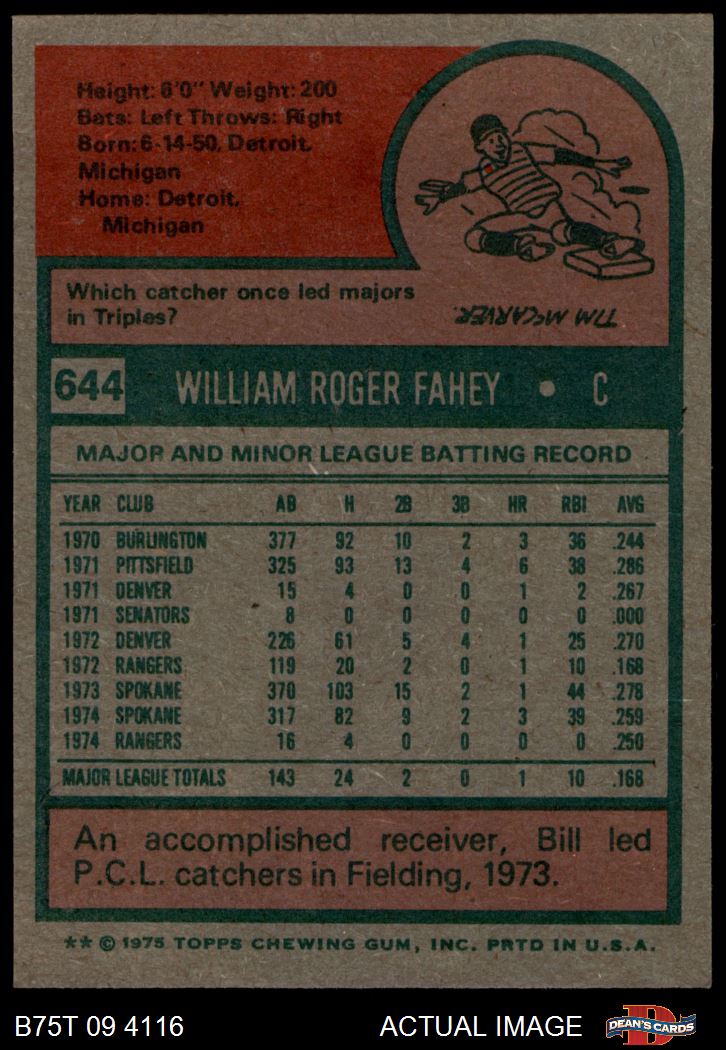 Height: 6'0" Weight: 200
Bats: Left Throws: Right
Born: 6-14-50, Detroit,
Michigan
Home: Detroit,
Michigan
Which catcher once led majors
in Triples?
TIM McCARVER.
644 WILLIAM ROGER FAHEY • C
MAJOR AND MINOR LEAGUE BATTING RECORD
YEAR CLUB AB H 2B 3B HR RBI AVG
1970 BURLINGTON 377 92 10 2 3 36 .244
1971 PITTSFIELD 325 93 13 4 6 38 .286
1971 DENVER 15 4 0 0 1 2 .267
1971 SENATORS 8 0 0 0 0 0 .000
1972 DENVER 226 61 5 4 1 25 .270
1972 RANGERS 119 20 2 0 1 10 .168
1973 SPOKANE 370 103 15 2 1 44 .278
1974 SPOKANE 317 82 9 2 3 39 .259
1974 RANGERS 16 4 0 0 0 0 .250
MAJOR LEAGUE TOTALS 143 24 2 0 1 10 .168
An accomplished receiver, Bill led
P.C.L. catchers in Fielding, 1973.
** © 1975 TOPPS CHEWING GUM, INC. PRTD IN U.S.A.
B75T 09 4116 ACTUAL IMAGE D DEAN'S CARDS